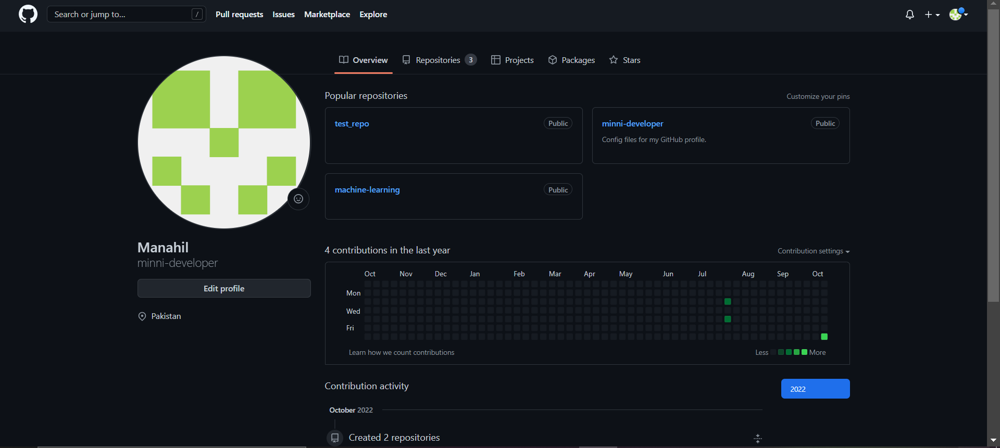 Search or jump to... / Pull requests Issues Marketplace Explore
Overview Repositories 3 Projects Packages Stars
Popular repositories Customize your pins
test_repo Public
minni-developer Public
Config files for my GitHub profile.
machine-learning Public
Manahil
minni-developer
Edit profile
Pakistan
4 contributions in the last year Contribution settings
Oct Nov Dec Jan Feb Mar Apr May Jun Jul Aug Sep Oct
Mon
Wed
Fri
Learn how we count contributions Less More
Contribution activity 2022
October 2022
Created 2 repositories